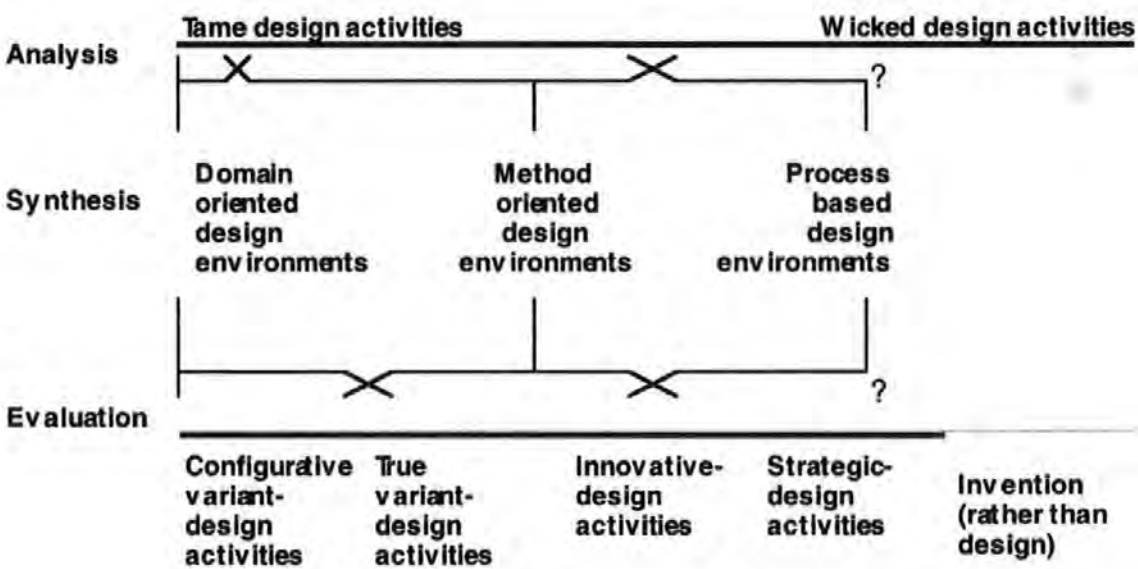 Tame design activities
Wicked design activities
Analysis
?
Synthesis
Domain
oriented
design
environments
Method
oriented
design
environments
Process
based
design
environments
?
Evaluation
Configurative
variant-
design
activities
True
variant-
design
activities
Innovative-
design
activities
Strategic-
design
activities
Invention
(rather than
design)